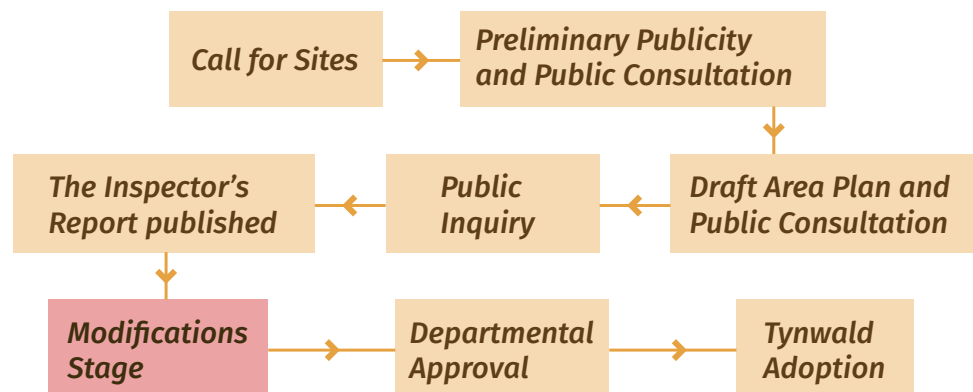 Call for Sites
Preliminary Publicity
and Public Consultation
The Inspector’s
Report published
Public
Inquiry
Draft Area Plan and
Public Consultation
Modifications
Stage
Departmental
Approval
Tynwald
Adoption